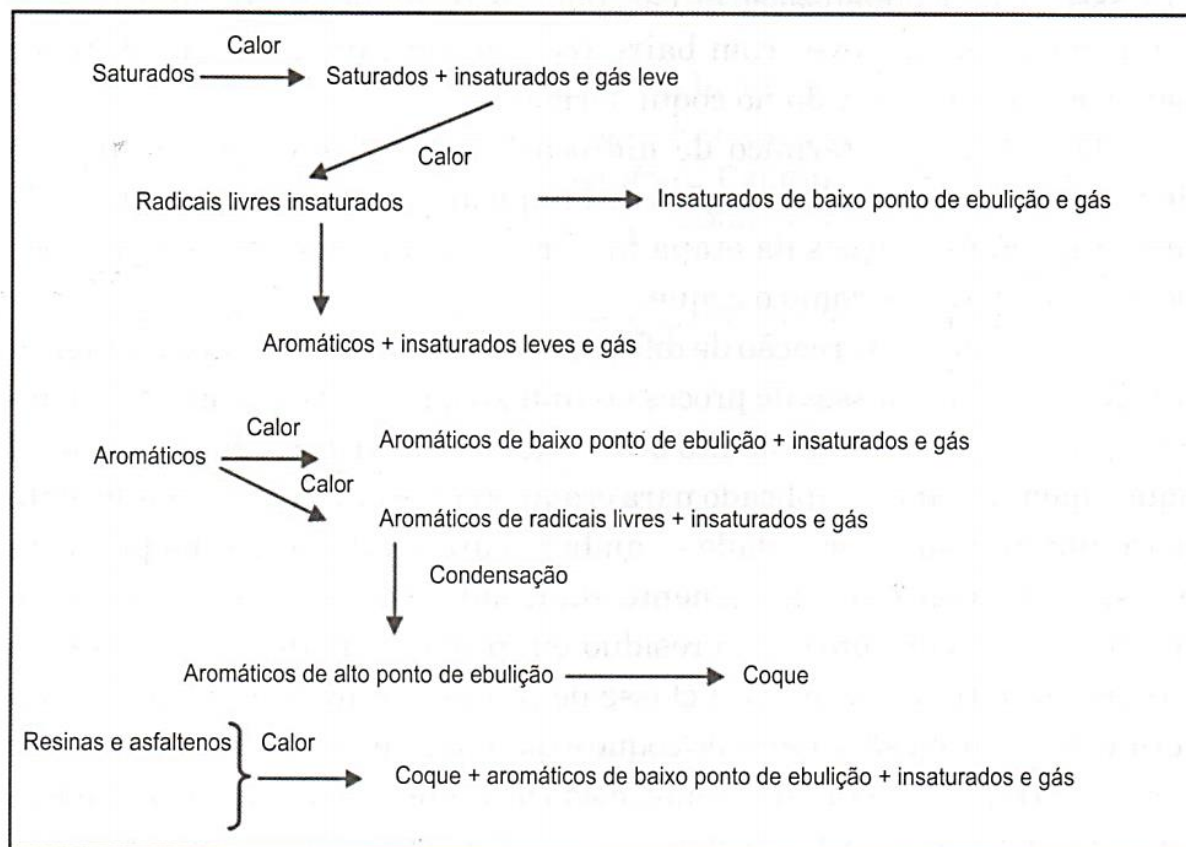 Calor
Saturados Saturados + insaturados e gás leve
Calor
Radicais livres insaturados Insaturados de baixo ponto de ebulição e gás
Aromáticos + insaturados leves e gás
Calor Aromáticos de baixo ponto de ebulição + insaturados e gás
Aromáticos
Calor
Aromáticos de radicais livres + insaturados e gás
Condensação
Aromáticos de alto ponto de ebulição Coque
Resinas e asfaltenos Calor
Coque + aromáticos de baixo ponto de ebulição + insaturados e gás